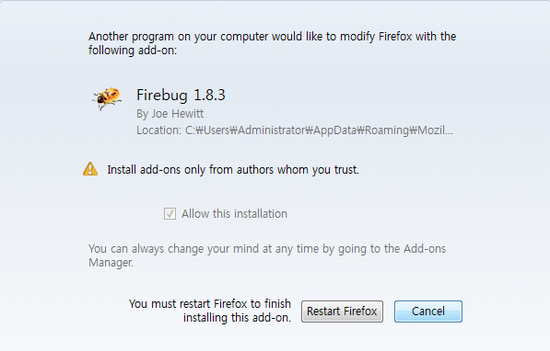 Another program on your computer would like to modify Firefox with the
following add-on:
Firebug 1.8.3
By Joe Hewitt
Location: C:₩Users₩Administrator₩AppData₩Roaming₩Mozil...
Install add-ons only from authors whom you trust.
Allow this installation
You can always change your mind at any time by going to the Add-ons
Manager.
You must restart Firefox to finish
installing this add-on.
Restart Firefox
Cancel